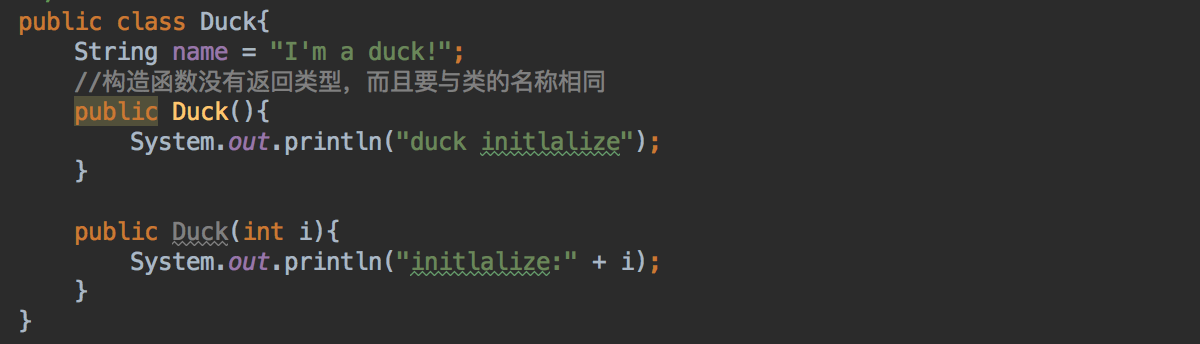 public class Duck{
String name = "I'm a duck!";
//构造函数没有返回类型，而且要与类的名称相同
public Duck(){
System.out.println("duck initlalize");
}
public Duck(int i){
System.out.println("initlalize:" + i);
}
}